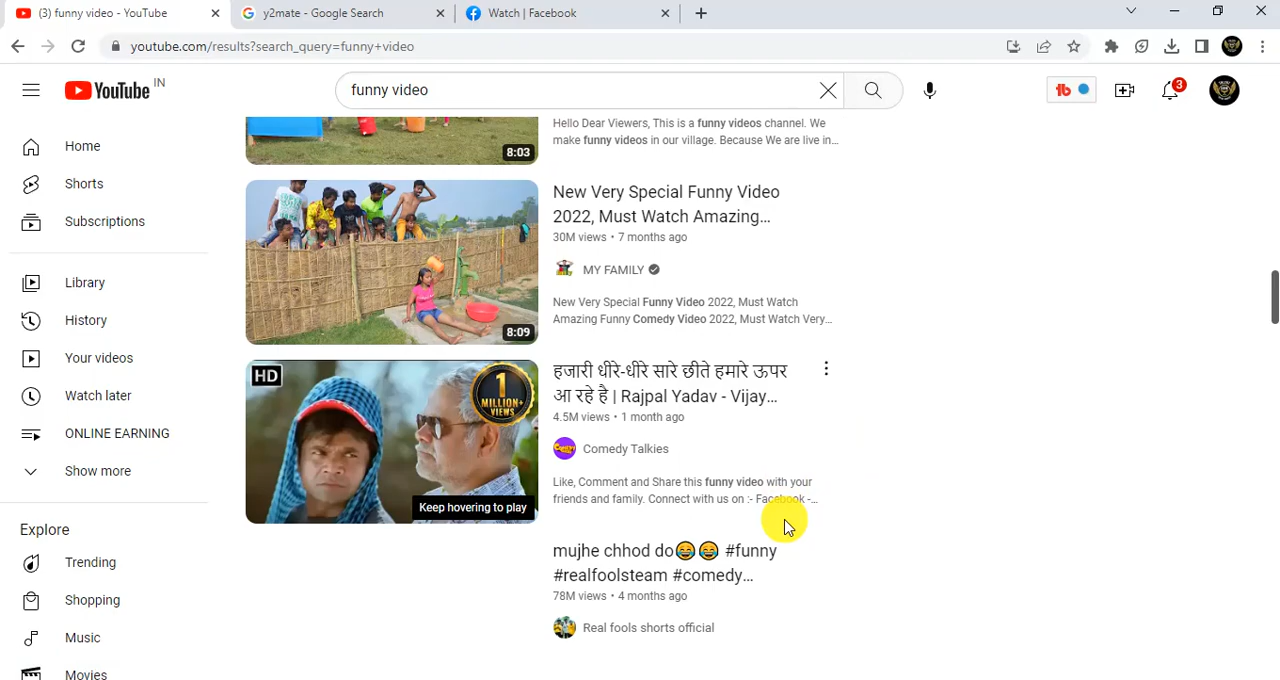 (3) funny video - YouTube
y2mate - Google Search
Watch | Facebook
youtube.com/results?search_query=funny+video
YouTube IN
funny video
3
Home
Shorts
Subscriptions
Library
History
Your videos
Watch later
ONLINE EARNING
Show more
Explore
Trending
Shopping
Music
Movies
8:03
Hello Dear Viewers, This is a funny videos channel. We
make funny videos in our village. Because We are live in...
8:09
New Very Special Funny Video
2022, Must Watch Amazing...
30M views • 7 months ago
MY FAMILY
New Very Special Funny Video 2022, Must Watch
Amazing Funny Comedy Video 2022, Must Watch Very...
HD
1
MILLION+
VIEWS
Keep hovering to play
हजारी धीरे-धीरे सारे छीते हमारे ऊपर
आ रहे है | Rajpal Yadav - Vijay...
4.5M views • 1 month ago
Comedy Talkies
Like, Comment and Share this funny video with your
friends and family. Connect with us on :- Facebook -...
mujhe chhod do😂😂 #funny
#realfoolsteam #comedy...
78M views • 4 months ago
Real fools shorts official